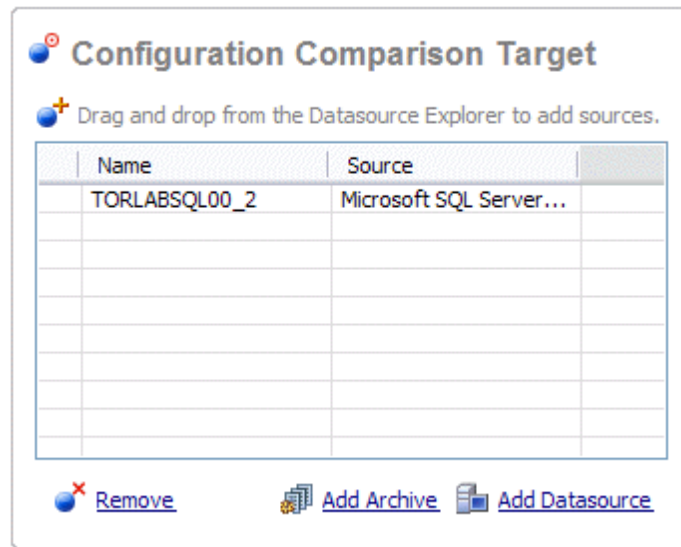 Configuration Comparison Target
Drag and drop from the Datasource Explorer to add sources.
Name Source
TORLABSQL00_2 Microsoft SQL Server...
Remove Add Archive Add Datasource